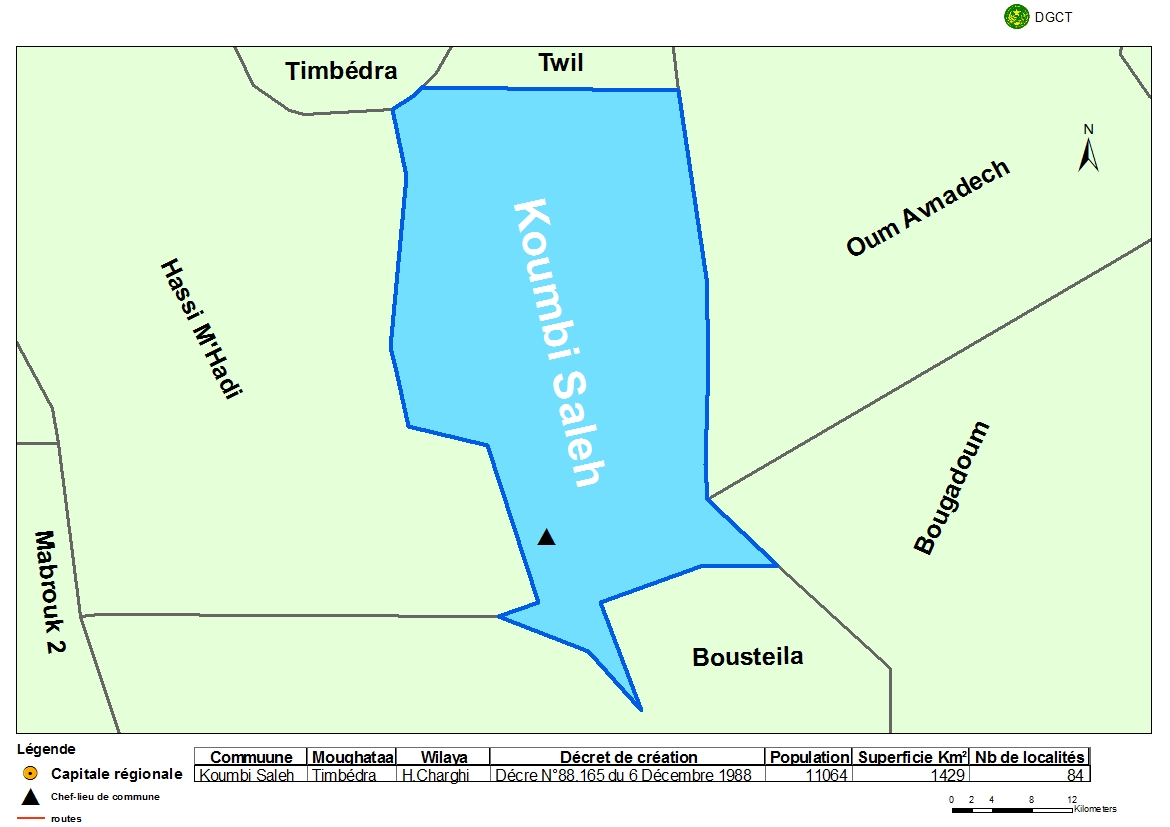 DGCT
Timbédra
Twil
N
Oum Avnadech
Koumbi Saleh
Hassi M'Hadi
Bougadoum
Mabrouk 2
Bousteila
Légende
Capitale régionale
Chef-lieu de commune
routes
Commuune Moughataa Wilaya Décret de création Population Superficie Km² Nb de localités
Koumbi Saleh Timbédra H.Charghi Décre N°88.165 du 6 Décembre 1988 11064 1429 84
0 2 4 8 12
Kilometers